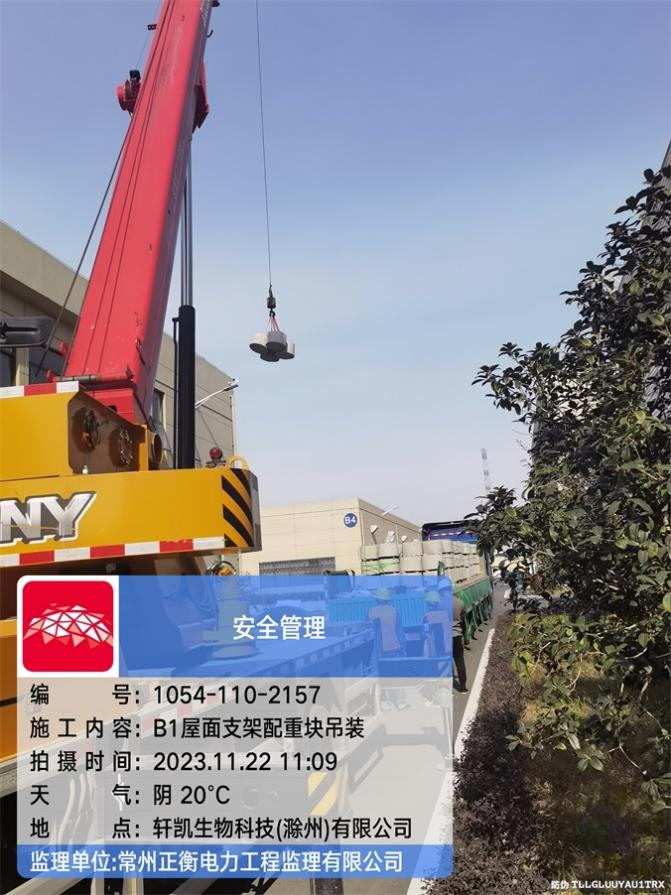 B4
NY
安全管理
编 号: 1054-110-2157
施工内容: B1屋面支架配重块吊装
拍摄时间: 2023.11.22 11:09
天 气: 阴 20°C
地 点: 轩凯生物科技(滁州)有限公司
监理单位:常州正衡电力工程监理有限公司
防伪 TLLGLUUYAU1TRX